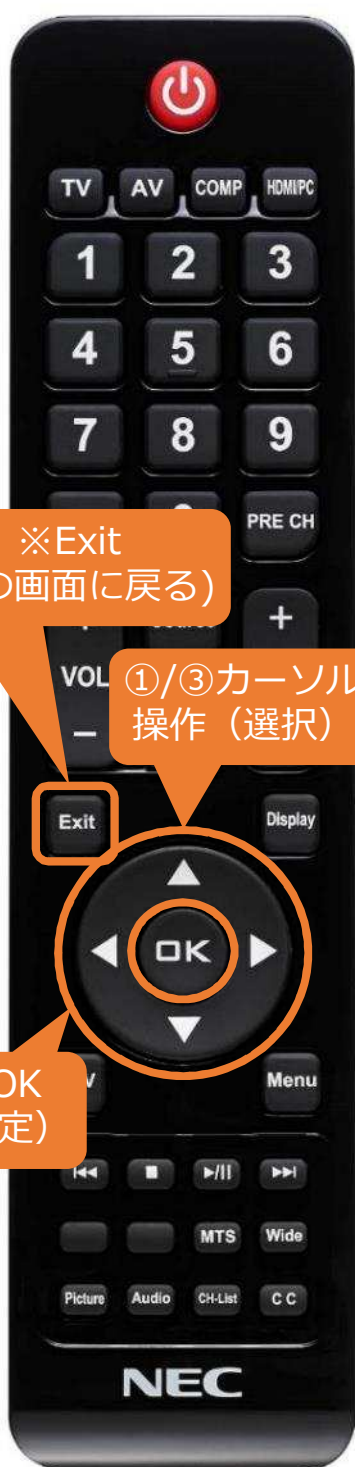 TV AV COMP HDMI/PC
1 2 3
4 5 6
7 8 9
PRE CH
※Exit
の画面に戻る)
+
VOL
①/③カーソル
操作（選択）
−
Exit
Display
OK
OK
定）
Menu
MTS Wide
Picture Audio CH-List C C
NEC